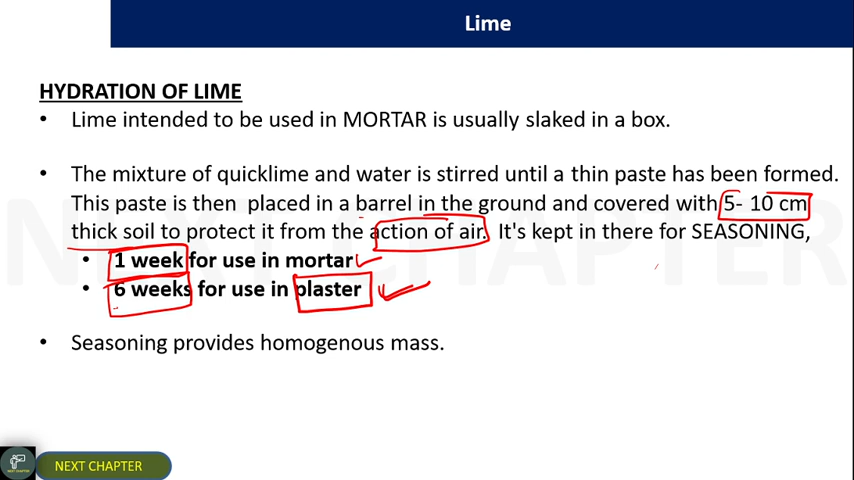 Lime
HYDRATION OF LIME
• Lime intended to be used in MORTAR is usually slaked in a box.
• The mixture of quicklime and water is stirred until a thin paste has been formed.
This paste is then placed in a barrel in the ground and covered with 5- 10 cm
thick soil to protect it from the action of air. It's kept in there for SEASONING,
• 1 week for use in mortar
• 6 weeks for use in plaster
• Seasoning provides homogenous mass.
NEXT CHAPTER
NEXT CHAPTER